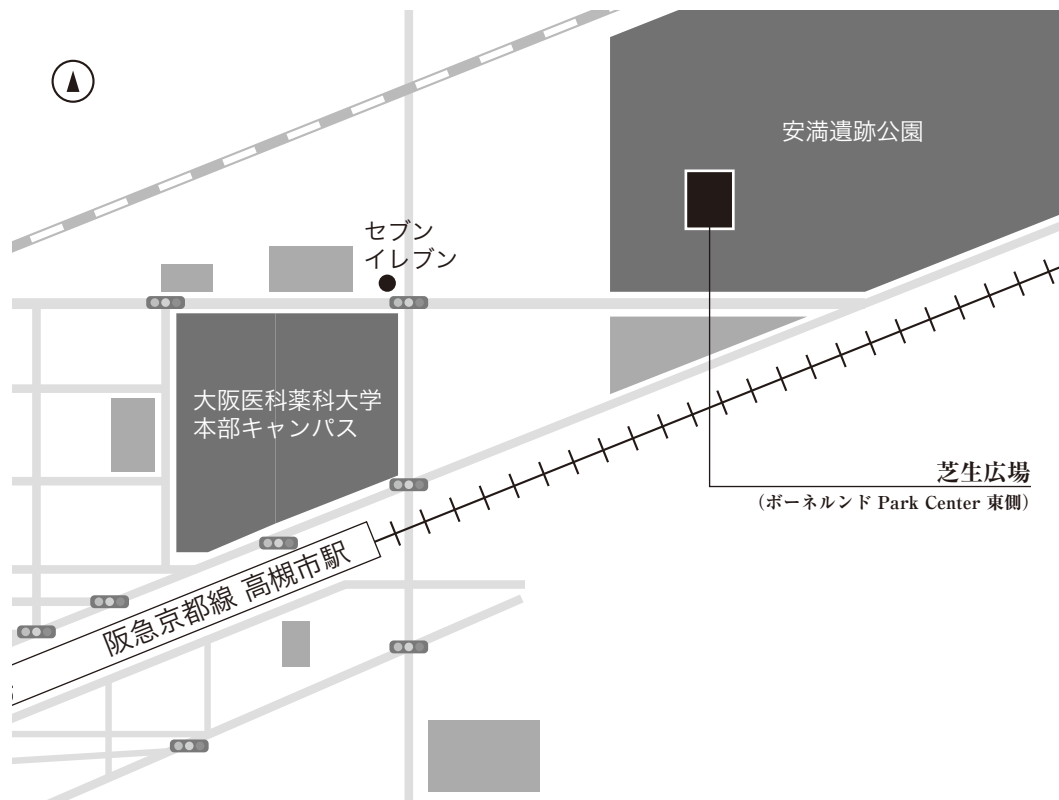 安満遺跡公園
セブン
イレブン
大阪医科薬科大学
本部キャンパス
芝生広場
（ボーネルンド Park Center 東側）
阪急京都線 高槻市駅